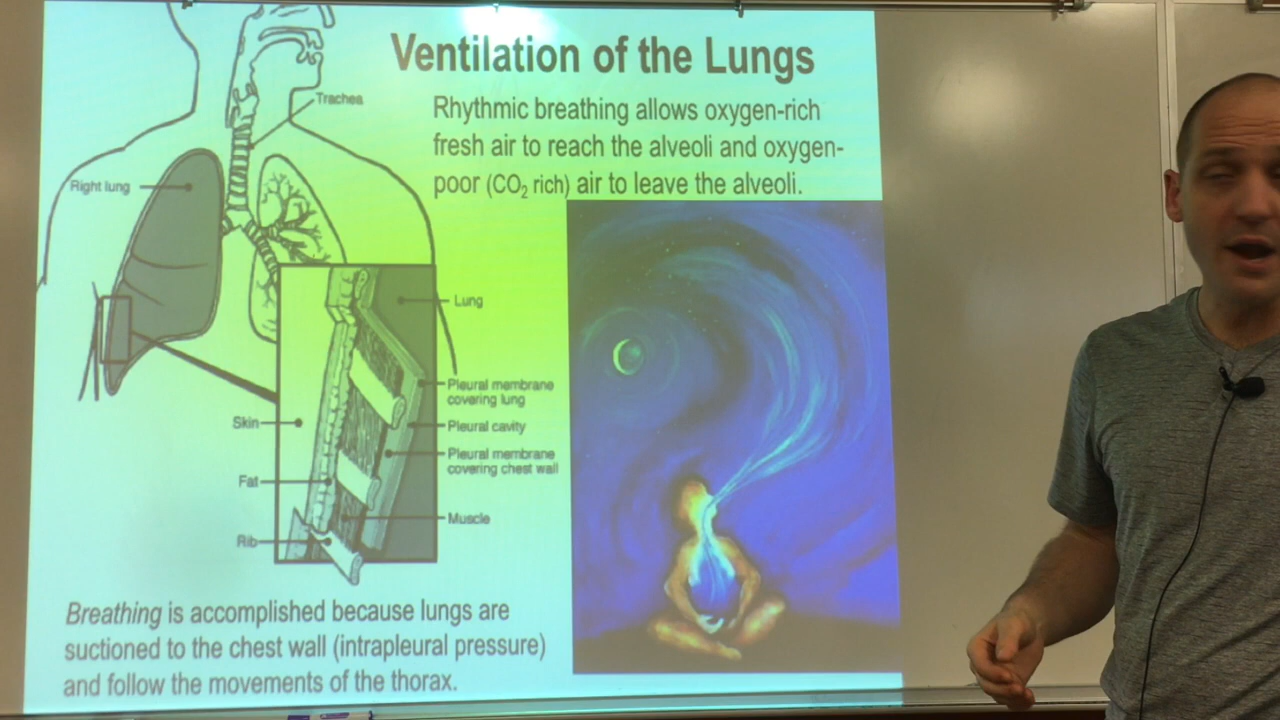 Ventilation of the Lungs
Rhythmic breathing allows oxygen-rich
fresh air to reach the alveoli and oxygen-
poor (CO₂ rich) air to leave the alveoli.
Trachea
Right lung
Lung
Pleural membrane
covering lung
Pleural cavity
Pleural membrane
covering chest wall
Muscle
Skin
Fat
Rib
Breathing is accomplished because lungs are
suctioned to the chest wall (intrapleural pressure)
and follow the movements of the thorax.